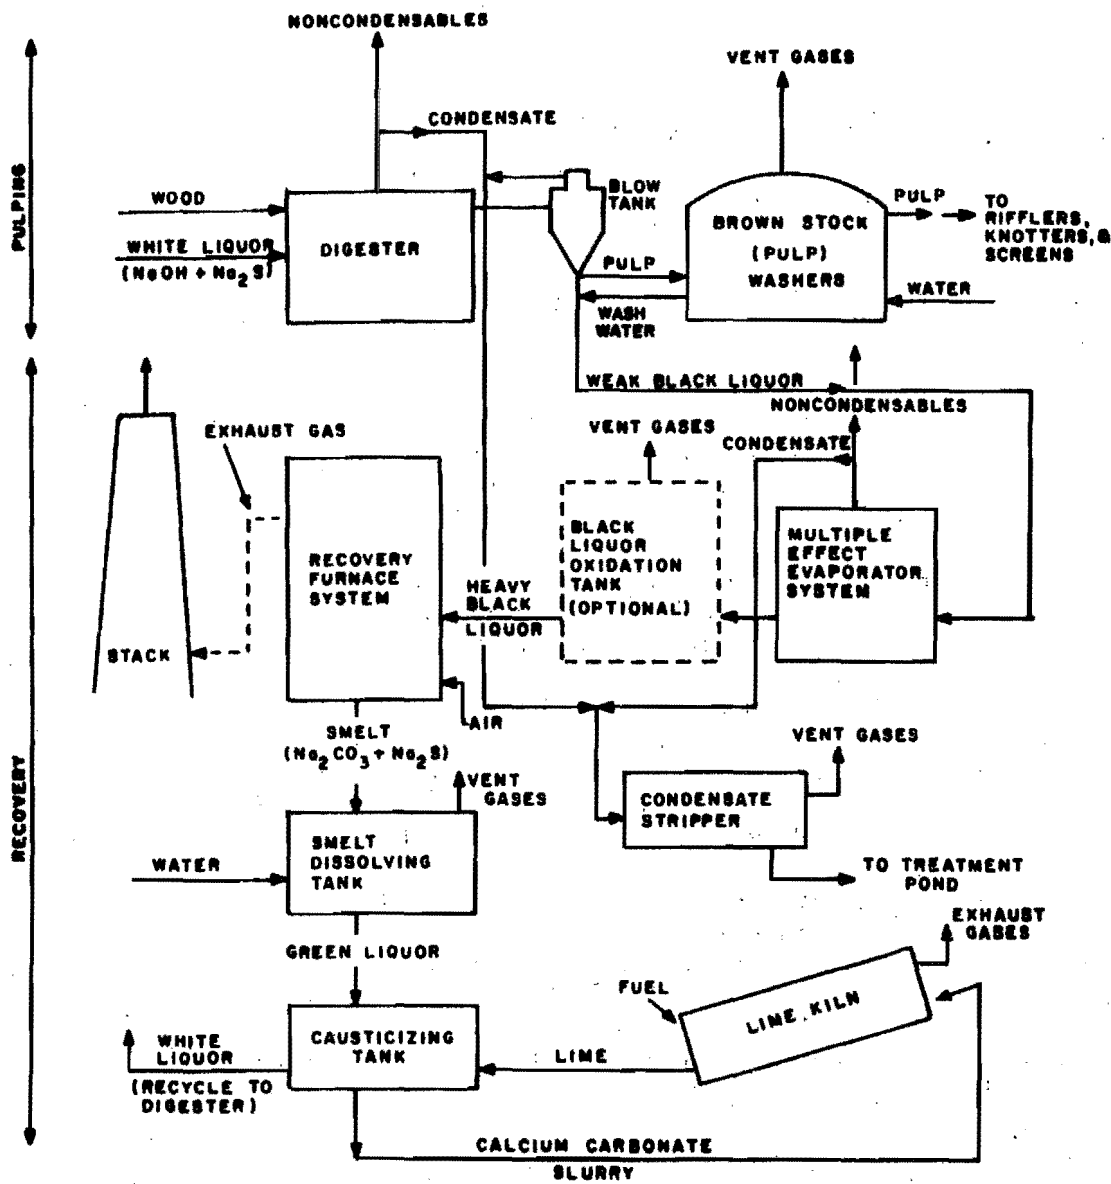 NONCONDENSABLES
VENT GASES
CONDENSATE
PULPING
WOOD
WHITE LIQUOR
(NaOH + Na2S)
DIGESTER
BLOW
TANK
BROWN STOCK
(PULP)
WASHERS
PULP
TO
RIFFLERS,
KNOTTERS, &
SCREENS
PULP
WASH
WATER
WATER
WEAK BLACK LIQUOR
NONCONDENSABLES
EXHAUST GAS
VENT GASES
CONDENSATE
RECOVERY
FURNACE
SYSTEM
HEAVY
BLACK
LIQUOR
BLACK
LIQUOR
OXIDATION
TANK
(OPTIONAL)
MULTIPLE
EFFECT
EVAPORATOR
SYSTEM
STACK
AIR
SMELT
(Na2CO3 + Na2S)
VENT
GASES
VENT GASES
CONDENSATE
STRIPPER
RECOVERY
WATER
SMELT
DISSOLVING
TANK
TO TREATMENT
POND
GREEN LIQUOR
EXHAUST
GASES
FUEL
LIME KILN
WHITE
LIQUOR
(RECYCLE TO
DIGESTER)
CAUSTICIZING
TANK
LIME
CALCIUM CARBONATE
SLURRY